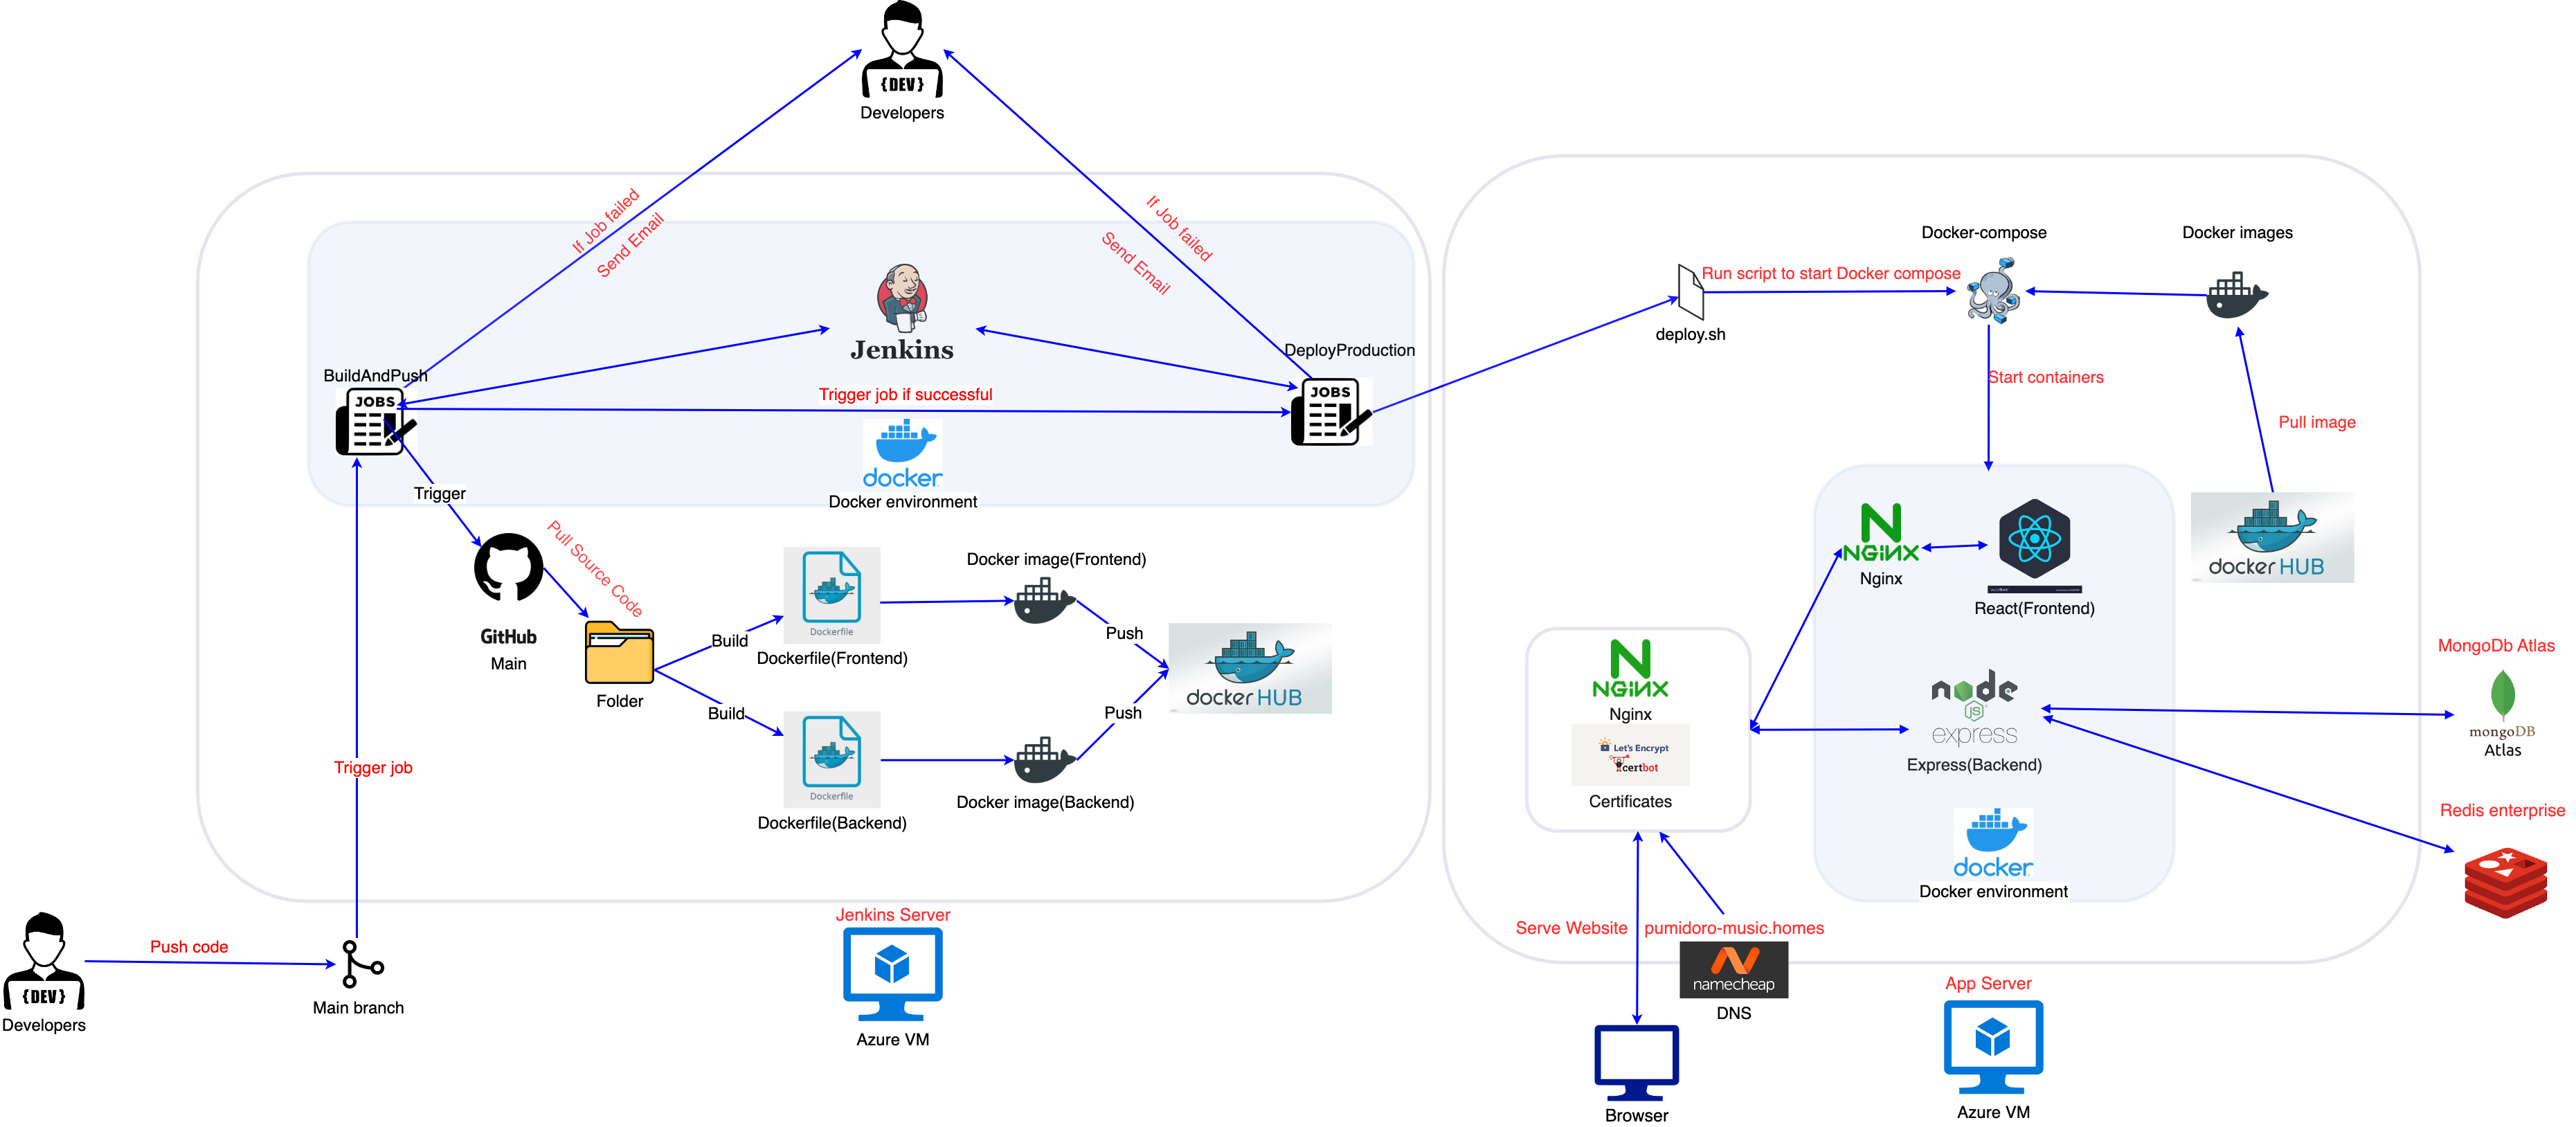 {DEV}
Developers
If Job failed
Send Email
If Job failed
Send Email
Jenkins
BuildAndPush
JOBS
Trigger job if successful
DeployProduction
JOBS
docker
Docker environment
Trigger
Pull Source Code
GitHub
Main
Folder
Build
Build
Dockerfile
Dockerfile(Frontend)
Dockerfile
Dockerfile(Backend)
Docker image(Frontend)
Docker image(Backend)
Push
Push
docker HUB
Trigger job
{DEV}
Developers
Push code
Main branch
Jenkins Server
Azure VM
deploy.sh
Run script to start Docker compose
Docker-compose
Docker images
Start containers
Pull image
docker HUB
NGINX
Nginx
React(Frontend)
NGINX
Nginx
Let's Encrypt
certbot
Certificates
node
JS
express
Express(Backend)
docker
Docker environment
MongoDb Atlas
mongoDB
Atlas
Redis enterprise
Serve Website
pumidoro-music.homes
namecheap
DNS
Browser
App Server
Azure VM